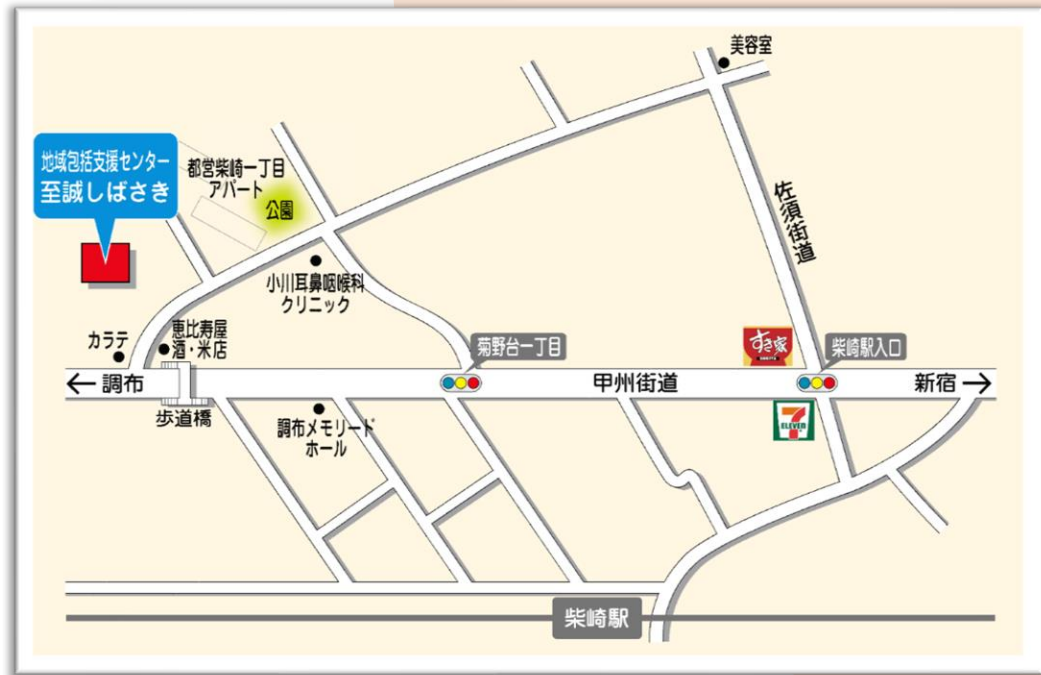 美容室
地域包括支援センター
至誠しばさき
都営柴崎一丁目
アパート
公園
佐須街道
小川耳鼻咽喉科
クリニック
カラテ
恵比寿屋
酒・米店
菊野台一丁目
すき家
SUKIYA
柴崎駅入口
←調布
甲州街道
新宿→
歩道橋
調布メモリード
ホール
7
ELEVEN
柴崎駅